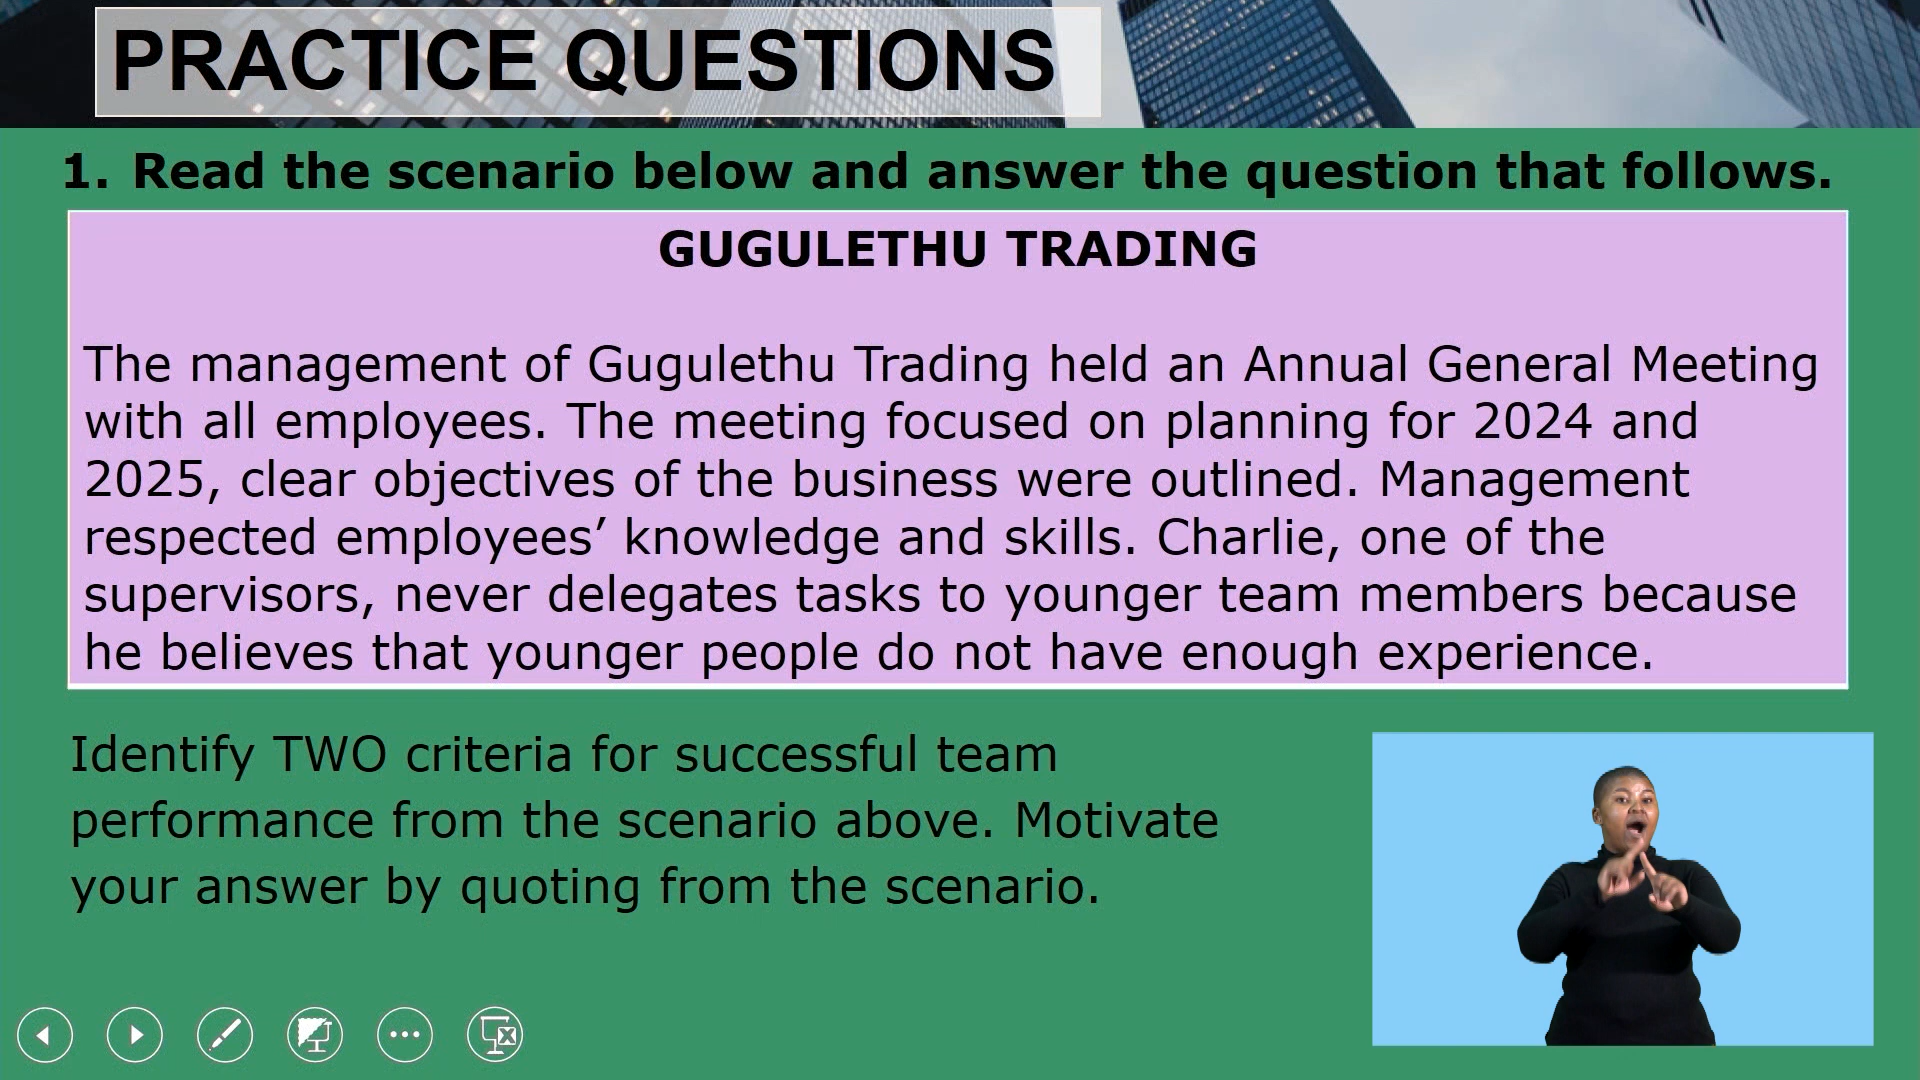 PRACTICE QUESTIONS
1. Read the scenario below and answer the question that follows.
GUGULETHU TRADING
The management of Gugulethu Trading held an Annual General Meeting
with all employees. The meeting focused on planning for 2024 and
2025, clear objectives of the business were outlined. Management
respected employees’ knowledge and skills. Charlie, one of the
supervisors, never delegates tasks to younger team members because
he believes that younger people do not have enough experience.
Identify TWO criteria for successful team
performance from the scenario above. Motivate
your answer by quoting from the scenario.